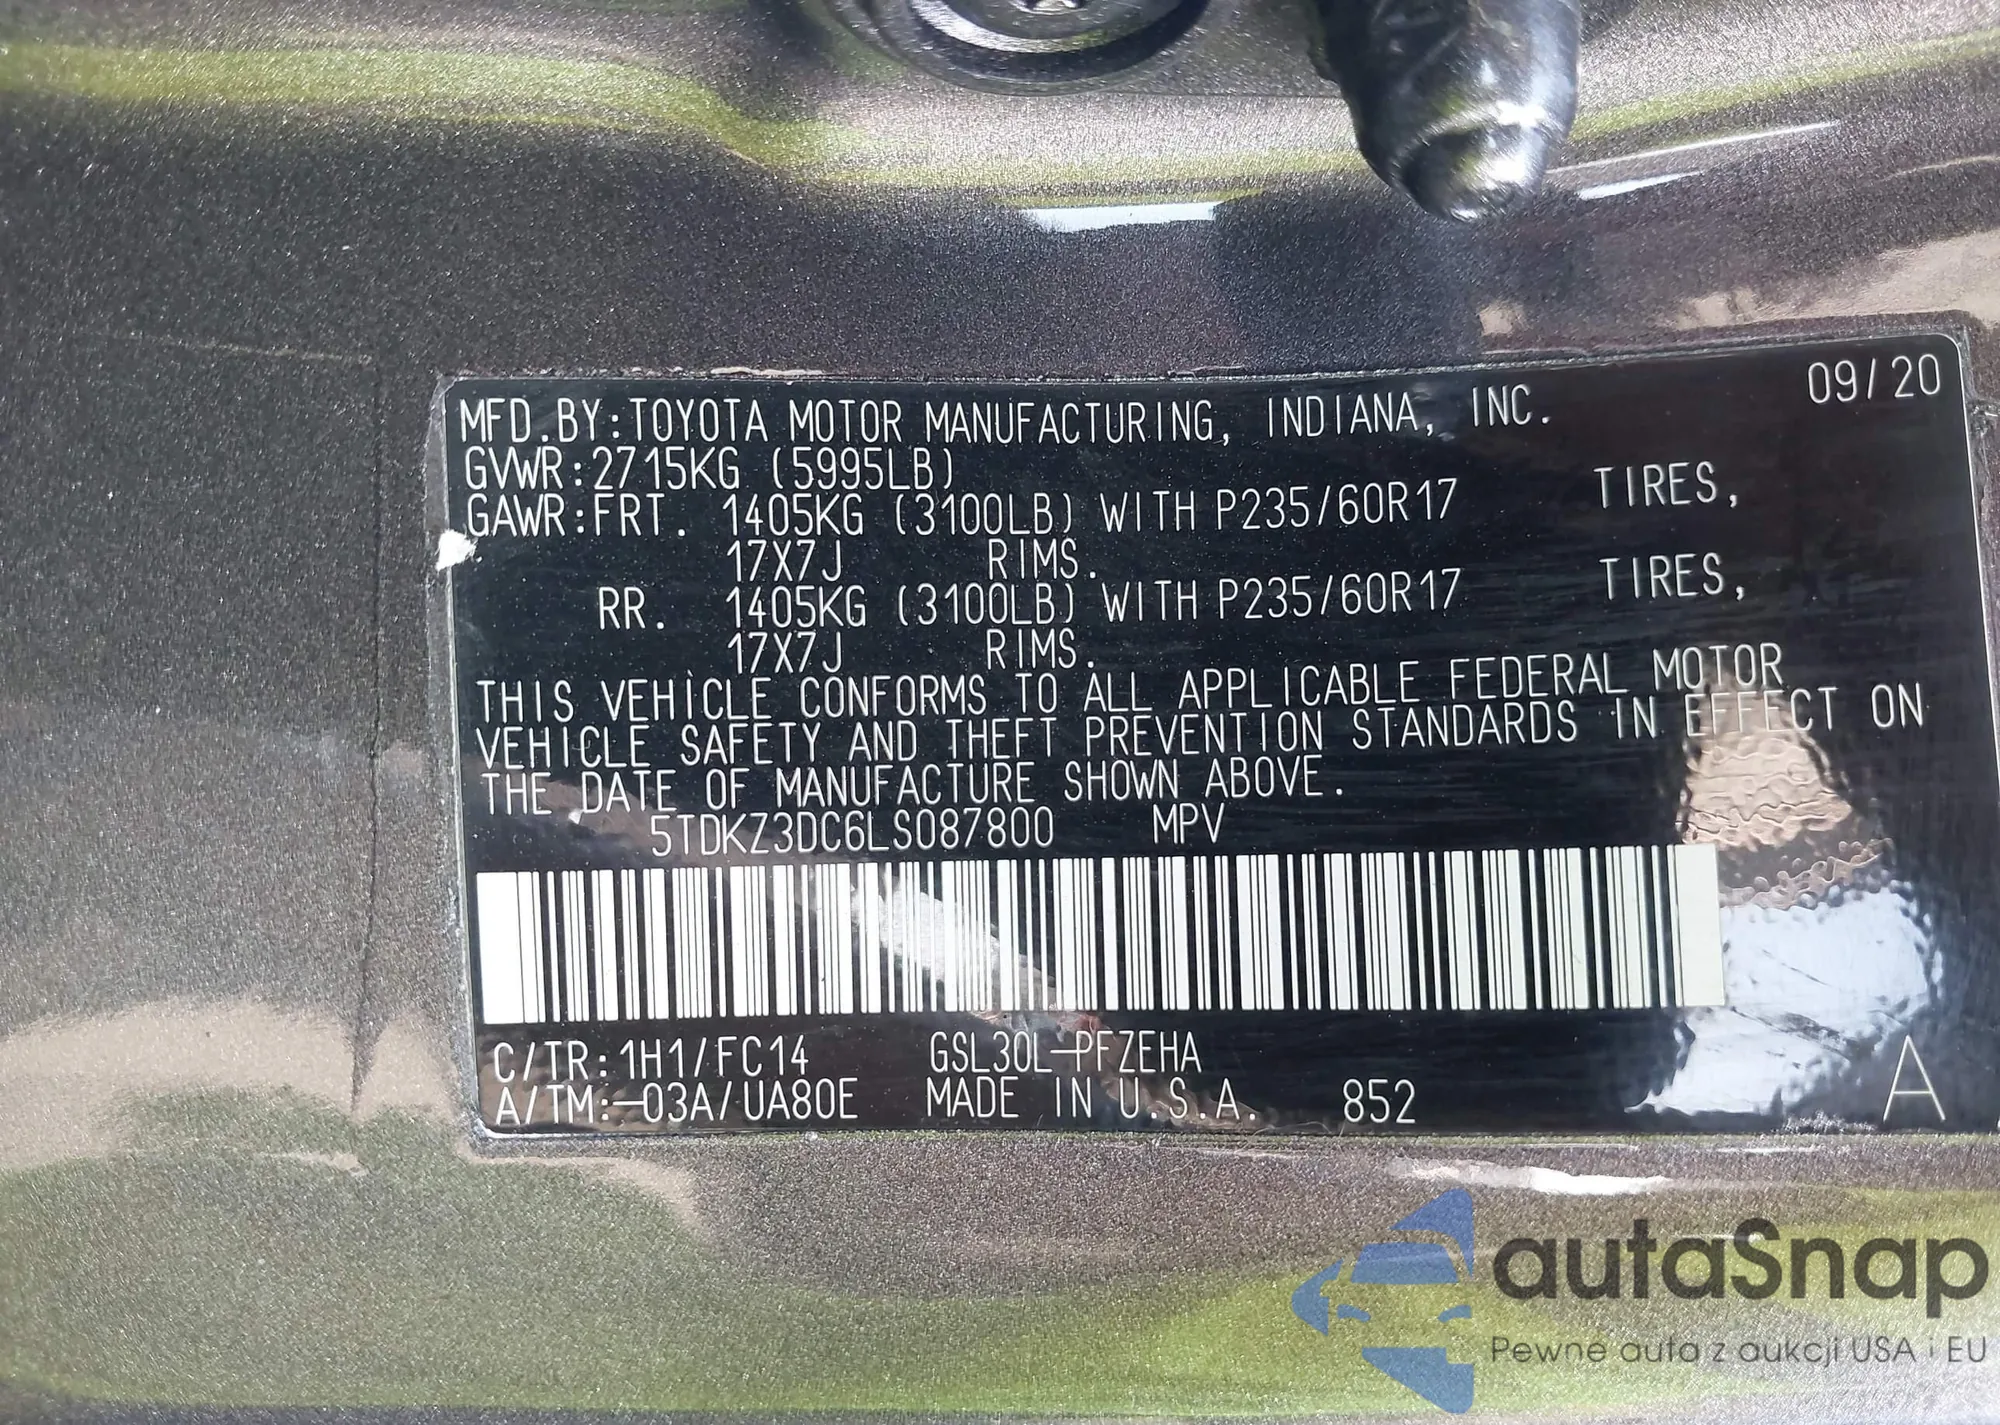 09/20
MFD.BY:TOYOTA MOTOR MANUFACTURING, INDIANA, INC.
GVWR:2715KG (5995LB)
GAWR:FRT. 1405KG (3100LB) WITH P235/60R17 TIRES,
17X7J RIMS.
RR. 1405KG (3100LB) WITH P235/60R17 TIRES,
17X7J RIMS.
THIS VEHICLE CONFORMS TO ALL APPLICABLE FEDERAL MOTOR
VEHICLE SAFETY AND THEFT PREVENTION STANDARDS IN EFFECT ON
THE DATE OF MANUFACTURE SHOWN ABOVE.
5TDKZ3DC6LS087800 MPV
C/TR:1H1/FC14 GSL30L-PFZEHA
A/TM:-03A/UA80E MADE IN U.S.A. 852 A
autaSnap
Pewne auta z aukcji USA i EU